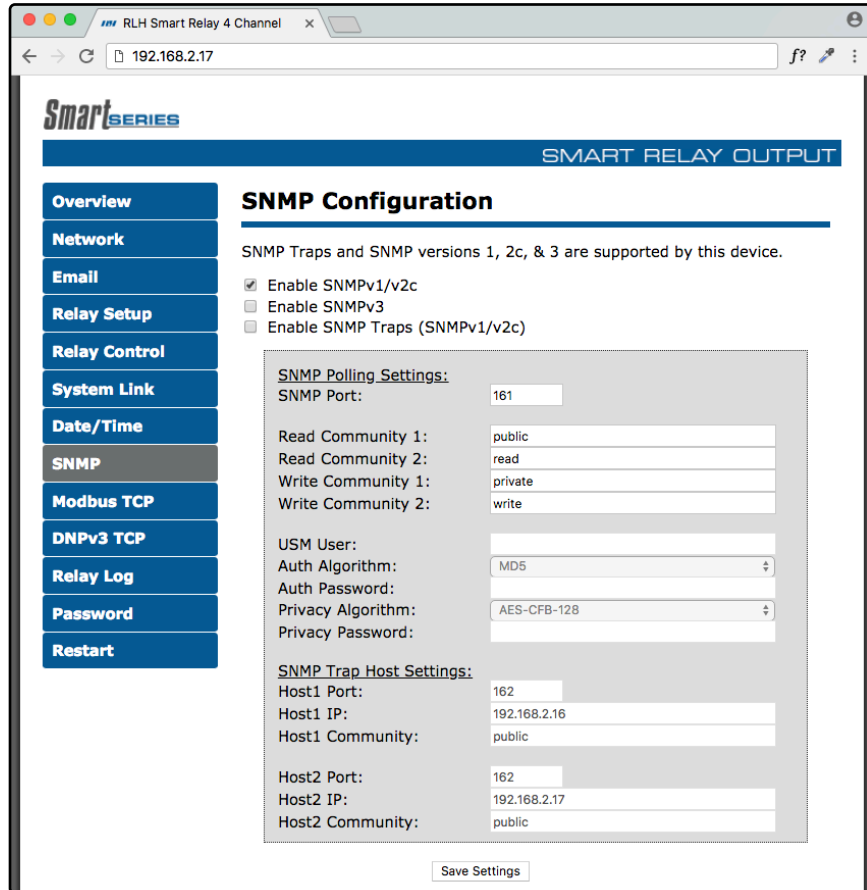 RLH Smart Relay 4 Channel
192.168.2.17
f?
Smart SERIES
SMART RELAY OUTPUT
Overview
Network
Email
Relay Setup
Relay Control
System Link
Date/Time
SNMP
Modbus TCP
DNPv3 TCP
Relay Log
Password
Restart
SNMP Configuration
SNMP Traps and SNMP versions 1, 2c, & 3 are supported by this device.
Enable SNMPv1/v2c
Enable SNMPv3
Enable SNMP Traps (SNMPv1/v2c)
SNMP Polling Settings:
SNMP Port: 161
Read Community 1: public
Read Community 2: read
Write Community 1: private
Write Community 2: write
USM User:
Auth Algorithm: MD5
Auth Password:
Privacy Algorithm: AES-CFB-128
Privacy Password:
SNMP Trap Host Settings:
Host1 Port: 162
Host1 IP: 192.168.2.16
Host1 Community: public
Host2 Port: 162
Host2 IP: 192.168.2.17
Host2 Community: public
Save Settings